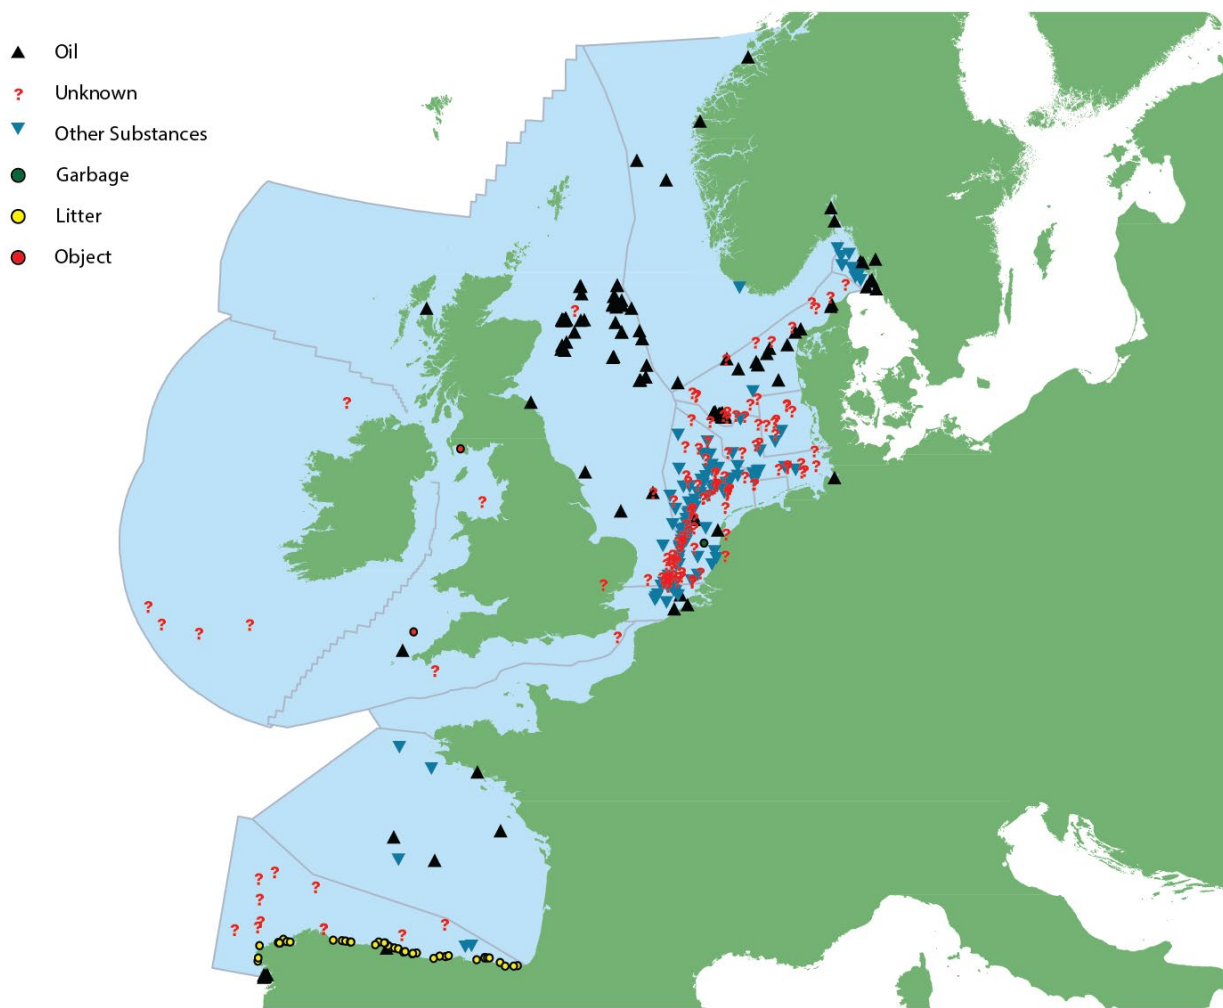 Oil
Unknown
Other Substances
Garbage
Litter
Object